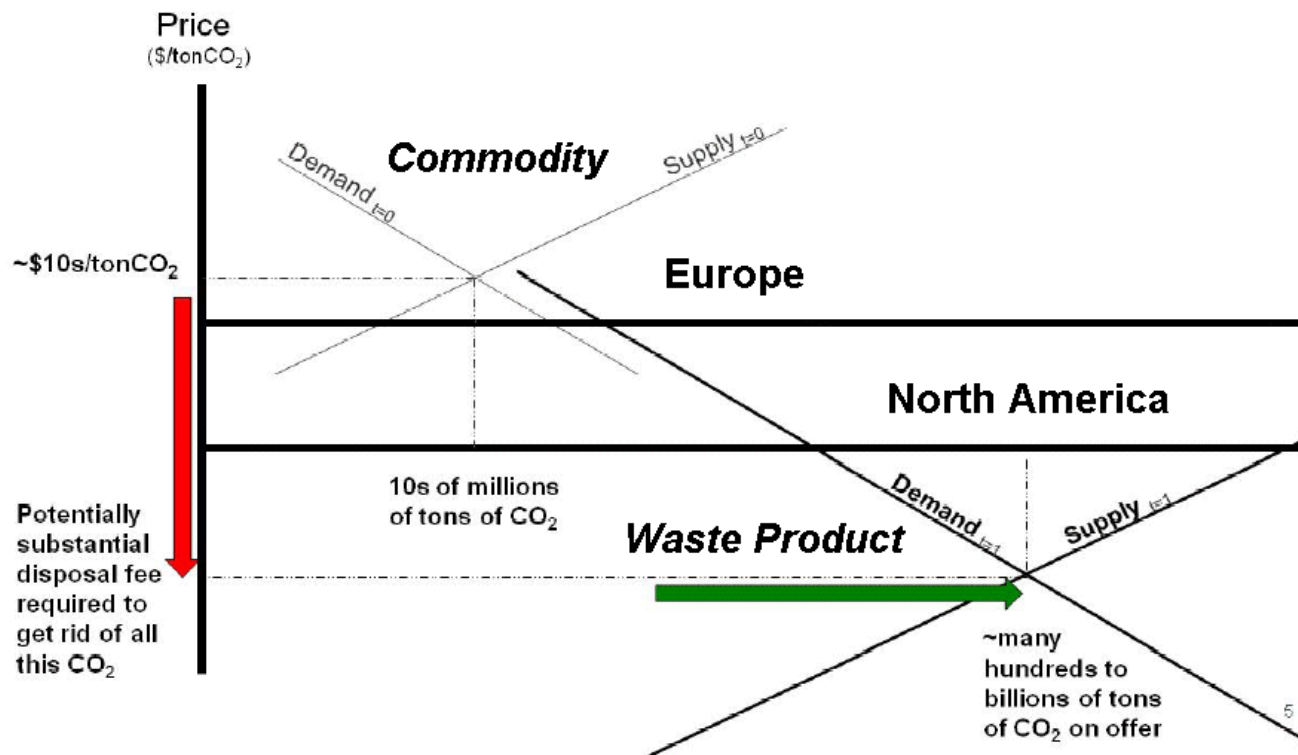 Price
($/tonCO₂)
Demand t=0
Commodity
Supply t=0
~$10s/tonCO₂
Europe
North America
10s of millions
of tons of CO₂
Demand t=1
Supply t=1
Waste Product
Potentially
substantial
disposal fee
required to
get rid of all
this CO₂
~many
hundreds to
billions of tons
of CO₂ on offer
5